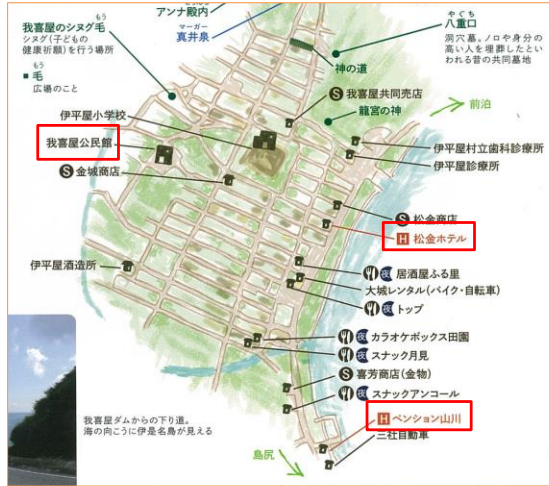 アンナ殿内
マーガー
真井泉
我喜屋のシヌグ毛
もう
シヌグ(子どもの
健康祈願)を行う場所
もう
■ 毛
広場のこと
神の道
やぐち
八重口
洞穴墓。ノロや身分の
高い人を埋葬したとい
われる昔の共同墓地
S 我喜屋共同売店
龍宮の神
前泊
伊平屋小学校
我喜屋公民館
S 金城商店
伊平屋村立歯科診療所
伊平屋診療所
S 松金商店
H 松金ホテル
伊平屋酒造所
夜 居酒屋ふる里
大城レンタル(バイク・自転車)
夜 トップ
夜 カラオケボックス田園
夜 スナック月見
S 喜芳商店(金物)
夜 スナックアンコール
H ペンション山川
三社自動車
島尻
我喜屋ダムからの下り道。
海の向こうに伊是名島が見える